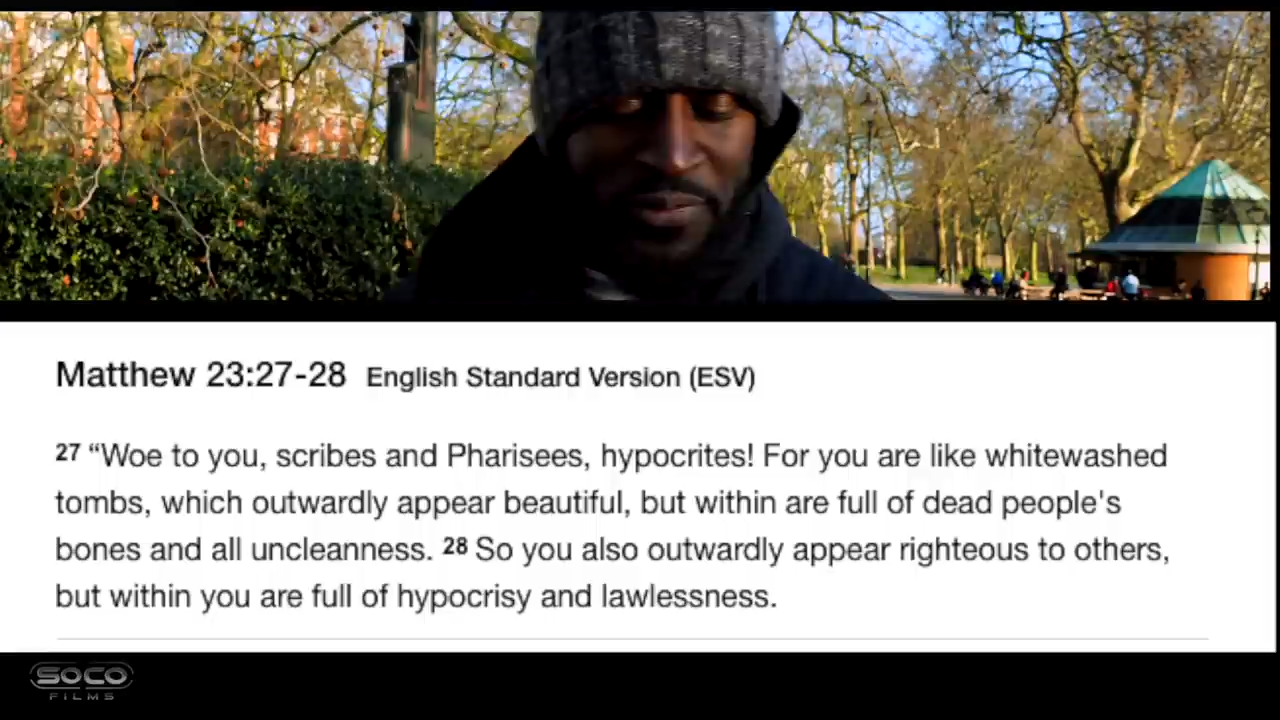 Matthew 23:27-28 English Standard Version (ESV)
27 “Woe to you, scribes and Pharisees, hypocrites! For you are like whitewashed
tombs, which outwardly appear beautiful, but within are full of dead people's
bones and all uncleanness. 28 So you also outwardly appear righteous to others,
but within you are full of hypocrisy and lawlessness.
SOCO
FILMS